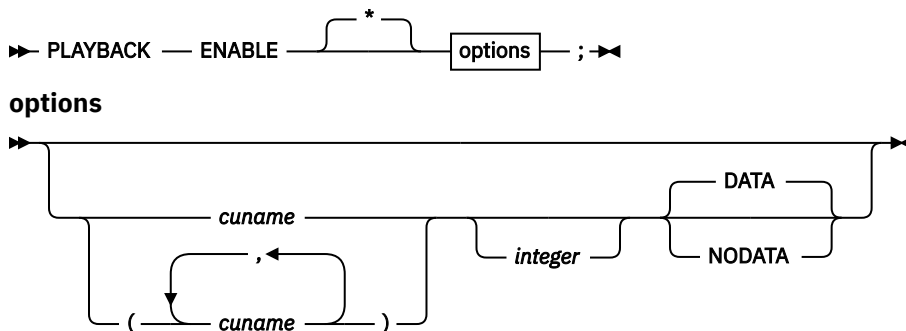 *
PLAYBACK ENABLE options ;
options
DATA
cuname
integer NODATA
,
( cuname )